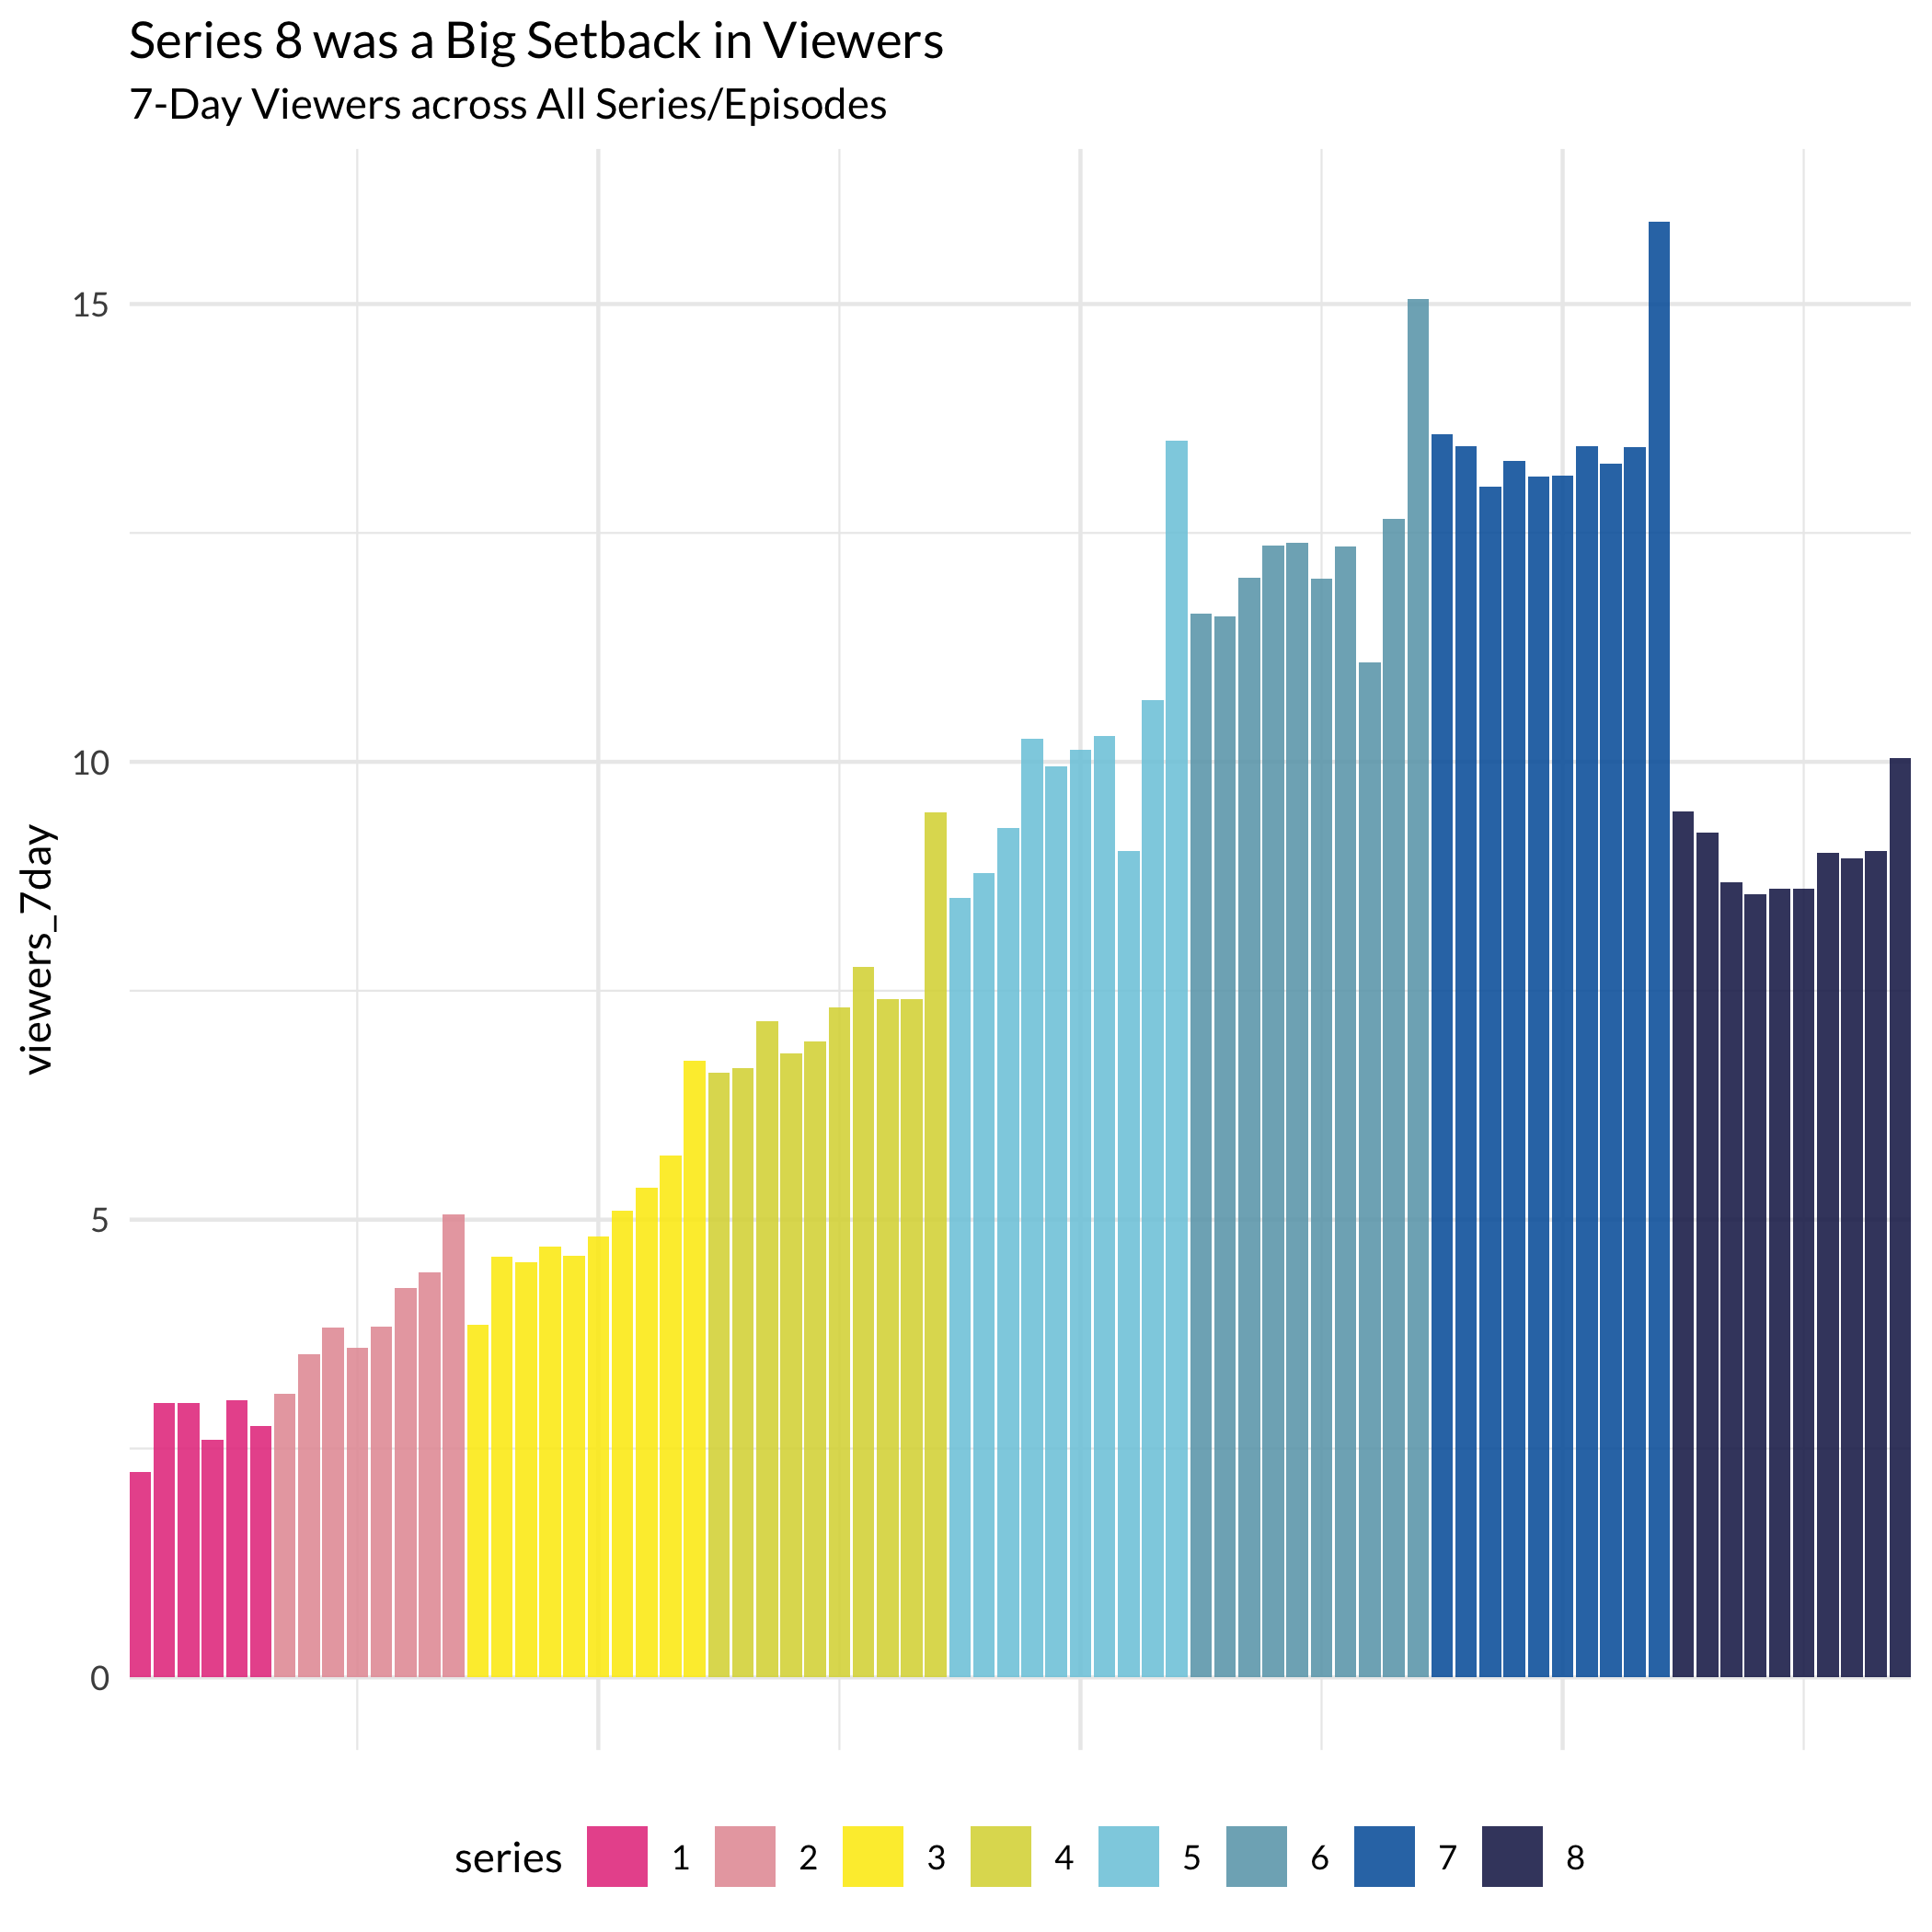 Series 8 was a Big Setback in Viewers
7-Day Viewers across All Series/Episodes
15
10
5
0
viewers_7day
series 1 2 3 4 5 6 7 8